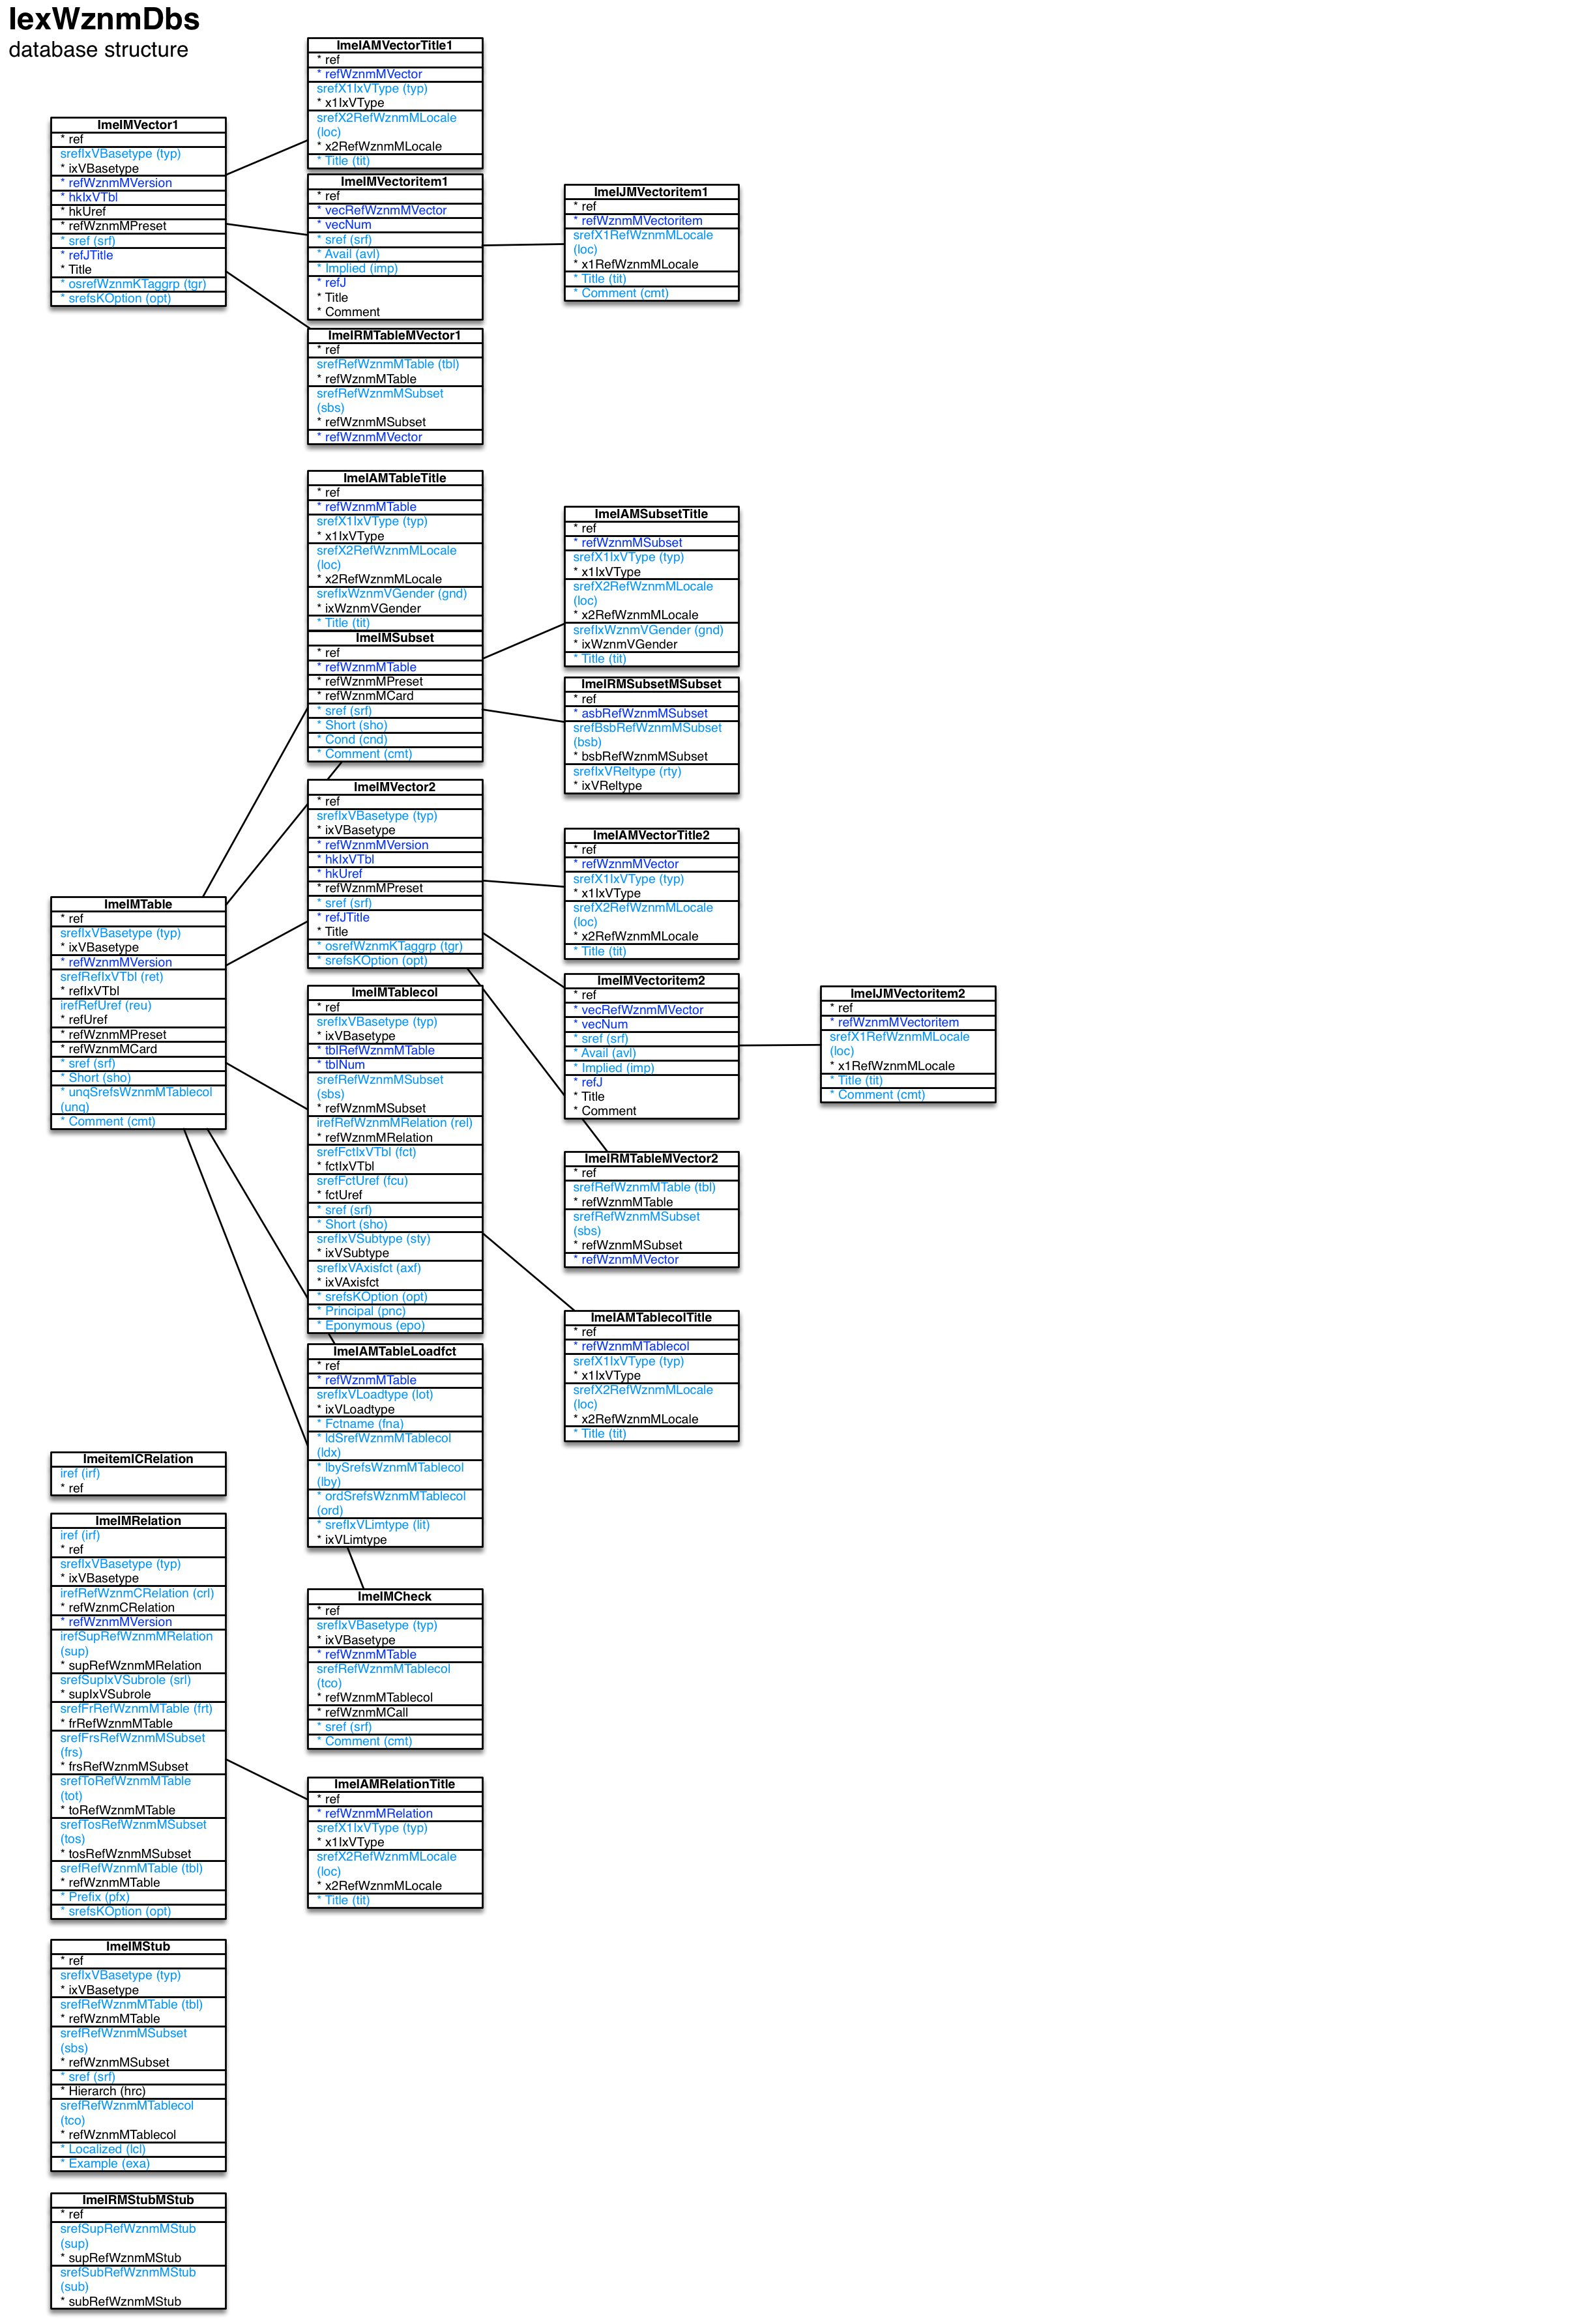 IexWznmDbs
database structure
ImeIMVector1
* ref
srefIxVBasetype (typ)
* ixVBasetype
* refWznmMVersion
* hkIxVTbl
* hkUref
* refWznmMPreset
* sref (srf)
* refJTitle
* Title
* osrefWznmKTaggrp (tgr)
* srefsKOption (opt)
ImeIAMVectorTitle1
* ref
* refWznmMVector
srefX1IxVType (typ)
* x1IxVType
srefX2RefWznmMLocale
(loc)
* x2RefWznmMLocale
* Title (tit)
ImeIMVectoritem1
* ref
* vecRefWznmMVector
* vecNum
* sref (srf)
* Avail (avl)
* Implied (imp)
* refJ
* Title
* Comment
ImeIJMVectoritem1
* ref
* refWznmMVectoritem
srefX1RefWznmMLocale
(loc)
* x1RefWznmMLocale
* Title (tit)
* Comment (cmt)
ImeIRMTableMVector1
* ref
srefRefWznmMTable (tbl)
* refWznmMTable
srefRefWznmMSubset
(sbs)
* refWznmMSubset
* refWznmMVector
ImeIMTable
* ref
srefIxVBasetype (typ)
* ixVBasetype
* refWznmMVersion
srefRefIxVTbl (ret)
* refIxVTbl
irefRefUref (reu)
* refUref
* refWznmMPreset
* refWznmMCard
* sref (srf)
* Short (sho)
* unqSrefsWznmMTablecol
(unq)
* Comment (cmt)
ImeIAMTableTitle
* ref
* refWznmMTable
srefX1IxVType (typ)
* x1IxVType
srefX2RefWznmMLocale
(loc)
* x2RefWznmMLocale
srefIxWznmVGender (gnd)
* ixWznmVGender
* Title (tit)
ImeIMSubset
* ref
* refWznmMTable
* refWznmMPreset
* refWznmMCard
* sref (srf)
* Short (sho)
* Cond (cnd)
* Comment (cmt)
ImeIAMSubsetTitle
* ref
* refWznmMSubset
srefX1IxVType (typ)
* x1IxVType
srefX2RefWznmMLocale
(loc)
* x2RefWznmMLocale
srefIxWznmVGender (gnd)
* ixWznmVGender
* Title (tit)
ImeIRMSubsetMSubset
* ref
* asbRefWznmMSubset
srefBsbRefWznmMSubset
(bsb)
* bsbRefWznmMSubset
srefIxVReltype (rty)
* ixVReltype
ImeIMVector2
* ref
srefIxVBasetype (typ)
* ixVBasetype
* refWznmMVersion
* hkIxVTbl
* hkUref
* refWznmMPreset
* sref (srf)
* refJTitle
* Title
* osrefWznmKTaggrp (tgr)
* srefsKOption (opt)
ImeIAMVectorTitle2
* ref
* refWznmMVector
srefX1IxVType (typ)
* x1IxVType
srefX2RefWznmMLocale
(loc)
* x2RefWznmMLocale
* Title (tit)
ImeIMVectoritem2
* ref
* vecRefWznmMVector
* vecNum
* sref (srf)
* Avail (avl)
* Implied (imp)
* refJ
* Title
* Comment
ImeIJMVectoritem2
* ref
* refWznmMVectoritem
srefX1RefWznmMLocale
(loc)
* x1RefWznmMLocale
* Title (tit)
* Comment (cmt)
ImeIRMTableMVector2
* ref
srefRefWznmMTable (tbl)
* refWznmMTable
srefRefWznmMSubset
(sbs)
* refWznmMSubset
* refWznmMVector
ImeIMTablecol
* ref
srefIxVBasetype (typ)
* ixVBasetype
* tblRefWznmMTable
* tblNum
srefRefWznmMSubset
(sbs)
* refWznmMSubset
irefRefWznmMRelation (rel)
* refWznmMRelation
srefFctIxVTbl (fct)
* fctIxVTbl
srefFctUref (fcu)
* fctUref
* sref (srf)
* Short (sho)
srefIxVSubtype (sty)
* ixVSubtype
srefIxVAxisfct (axf)
* ixVAxisfct
* srefsKOption (opt)
* Principal (pnc)
* Eponymous (epo)
ImeIAMTablecolTitle
* ref
* refWznmMTablecol
srefX1IxVType (typ)
* x1IxVType
srefX2RefWznmMLocale
(loc)
* x2RefWznmMLocale
* Title (tit)
ImeIAMTableLoadfct
* ref
* refWznmMTable
srefIxVLoadtype (lot)
* ixVLoadtype
* Fctname (fna)
* ldSrefWznmMTablecol
(ldx)
* lbySrefsWznmMTablecol
(lby)
* ordSrefsWznmMTablecol
(ord)
* srefIxVLimtype (lit)
* ixVLimtype
ImeIMCheck
* ref
srefIxVBasetype (typ)
* ixVBasetype
* refWznmMTable
srefRefWznmMTablecol
(tco)
* refWznmMTablecol
* refWznmMCall
* sref (srf)
* Comment (cmt)
ImeitemICRelation
iref (irf)
* ref
ImeIMRelation
iref (irf)
* ref
srefIxVBasetype (typ)
* ixVBasetype
irefRefWznmCRelation (crl)
* refWznmCRelation
* refWznmMVersion
irefSupRefWznmMRelation
(sup)
* supRefWznmMRelation
srefSupIxVSubrole (srl)
* supIxVSubrole
srefFrRefWznmMTable (frt)
* frRefWznmMTable
srefFrsRefWznmMSubset
(frs)
* frsRefWznmMSubset
srefToRefWznmMTable
(tot)
* toRefWznmMTable
srefTosRefWznmMSubset
(tos)
* tosRefWznmMSubset
srefRefWznmMTable (tbl)
* refWznmMTable
* Prefix (pfx)
* srefsKOption (opt)
ImeIAMRelationTitle
* ref
* refWznmMRelation
srefX1IxVType (typ)
* x1IxVType
srefX2RefWznmMLocale
(loc)
* x2RefWznmMLocale
* Title (tit)
ImeIMStub
* ref
srefIxVBasetype (typ)
* ixVBasetype
srefRefWznmMTable (tbl)
* refWznmMTable
srefRefWznmMSubset
(sbs)
* refWznmMSubset
* sref (srf)
* Hierarch (hrc)
srefRefWznmMTablecol
(tco)
* refWznmMTablecol
* Localized (lcl)
* Example (exa)
ImeIRMStubMStub
* ref
srefSupRefWznmMStub
(sup)
* supRefWznmMStub
srefSubRefWznmMStub
(sub)
* subRefWznmMStub